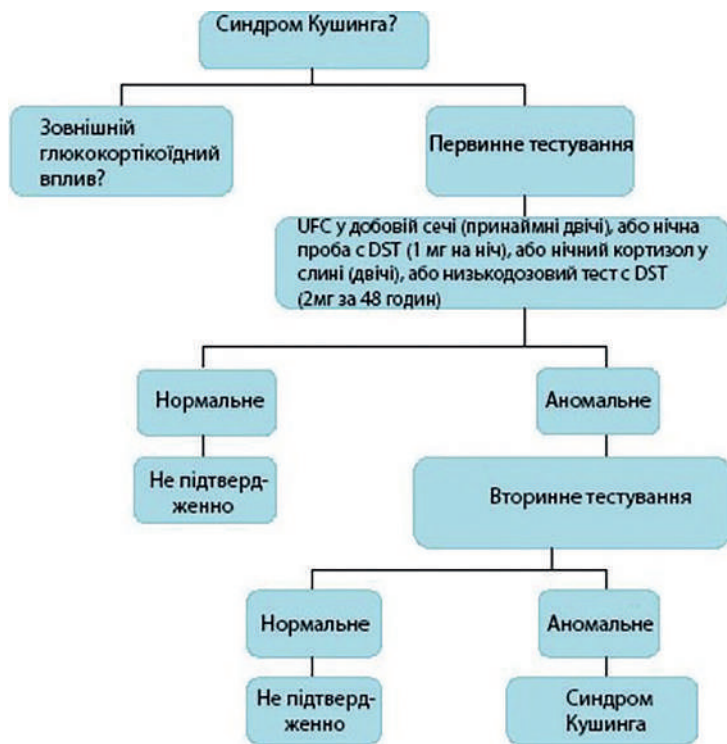 Синдром Кушинга?
Зовнішній
глюкокортікоїдний
вплив?
Первинне тестування
UFC у добовій сечі (принаймні двічі), або нічна
проба с DST (1 мг на ніч), або нічний кортизол у
слині (двічі), або низькодозовий тест с DST
(2мг за 48 годин)
Нормальне
Аномальне
Не підтверд-
женно
Вторинне тестування
Нормальне
Аномальне
Не підтверд-
женно
Синдром
Кушинга